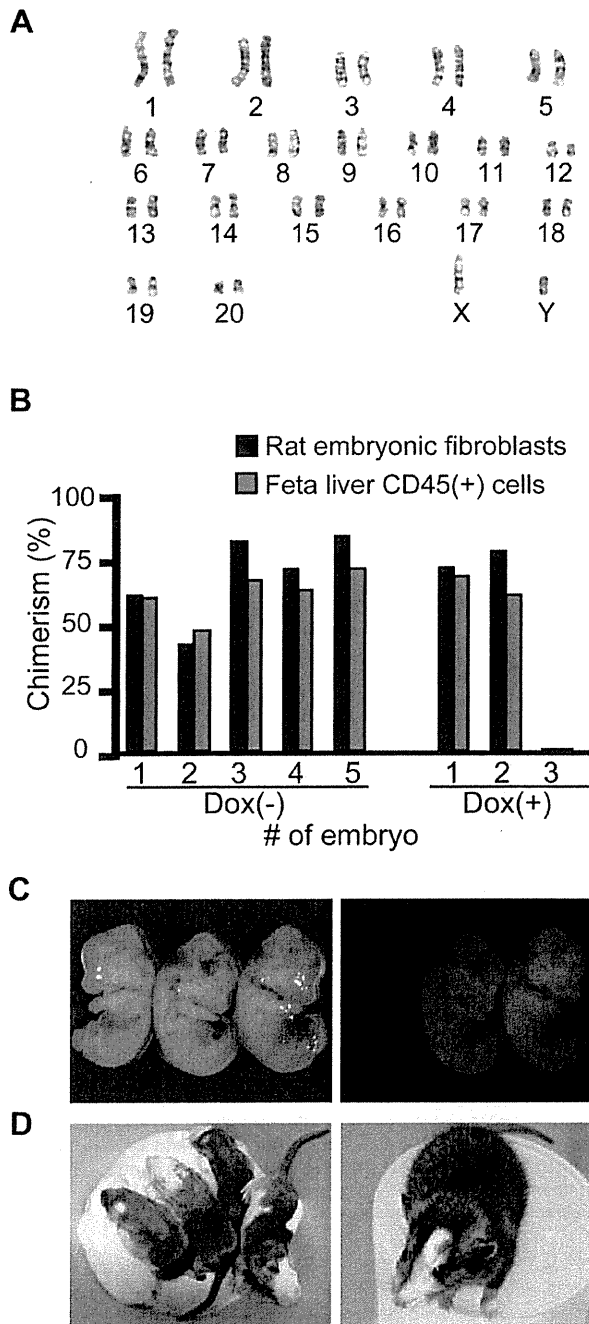 A
1 2 3 4 5
6 7 8 9 10 11 12
13 14 15 16 17 18
19 20 X Y
B
Rat embryonic fibroblasts
Feta liver CD45(+) cells
100
75
50
25
0
Chimerism (%)
1 2 3 4 5 1 2 3
Dox(-) Dox(+)
# of embryo
C
D